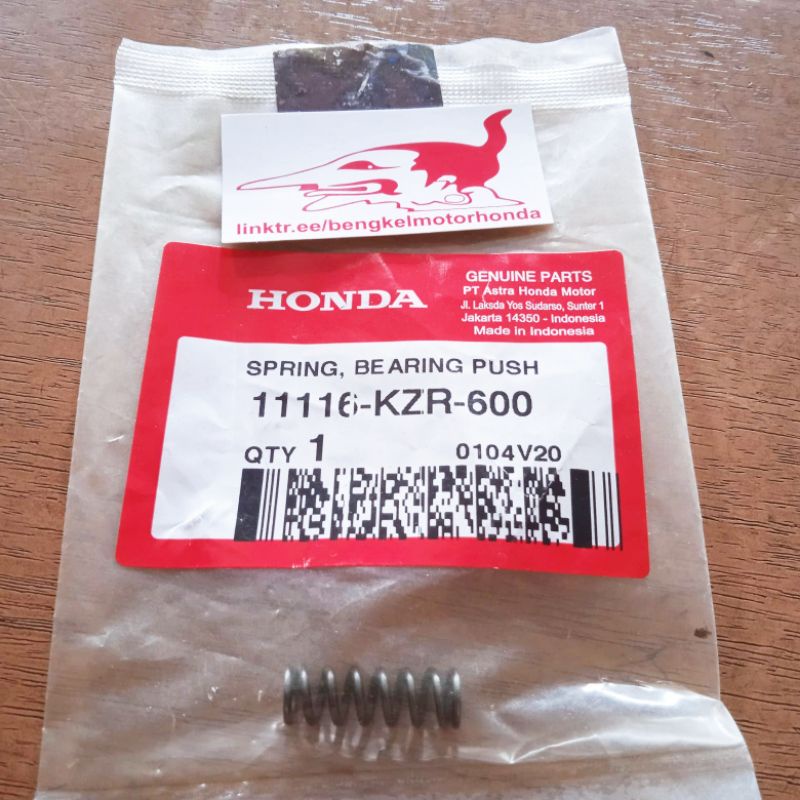 linktr.ee/bengkelmotorhonda
HONDA
GENUINE PARTS
PT Astra Honda Motor
Jl. Laksda Yos Sudarso, Sunter 1
Jakarta 14350 - Indonesia
Made in Indonesia
SPRING, BEARING PUSH
11116-KZR-600
QTY 1 0104V20